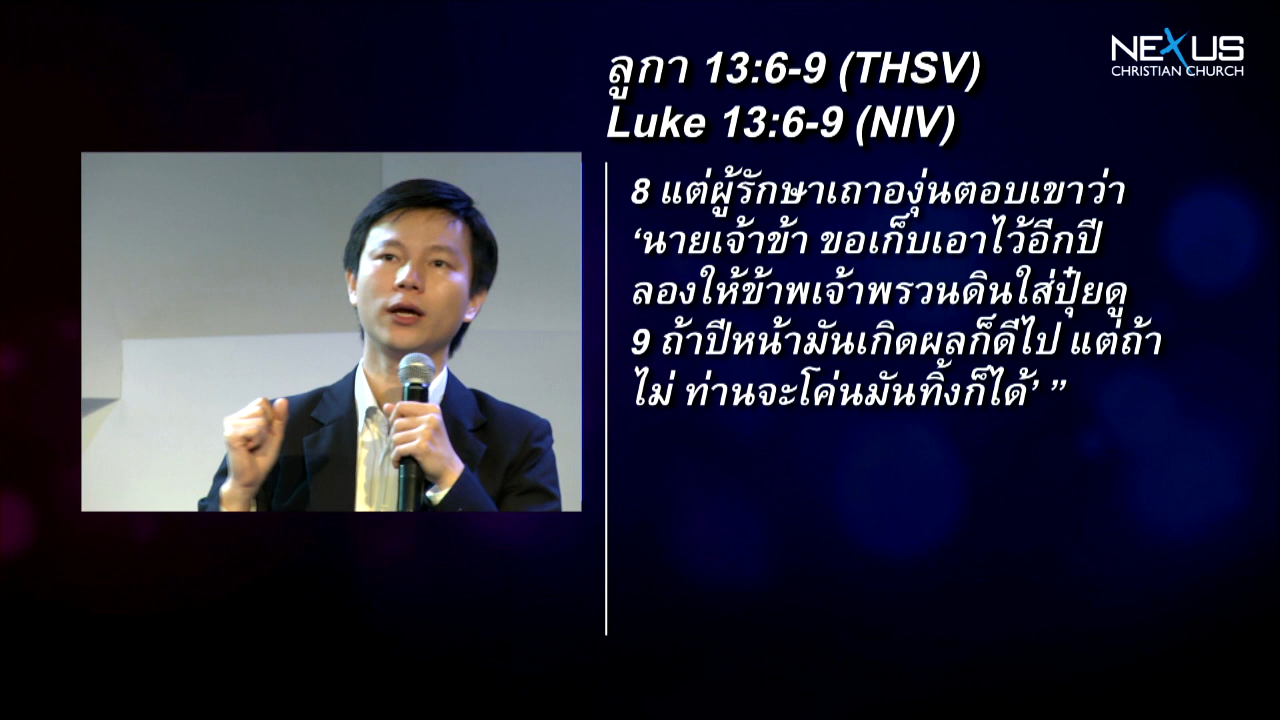 NEXUS
CHRISTIAN CHURCH
ลูกา 13:6-9 (THSV)
Luke 13:6-9 (NIV)
8 แต่ผู้รักษาเถาองุ่นตอบเขาว่า
‘นายเจ้าข้า ขอเก็บเอาไว้อีกปี
ลองให้ข้าพเจ้าพรวนดินใส่ปุ๋ยดู
9 ถ้าปีหน้ามันเกิดผลก็ดีไป แต่ถ้า
ไม่ ท่านจะโค่นมันทิ้งก็ได้’ ”